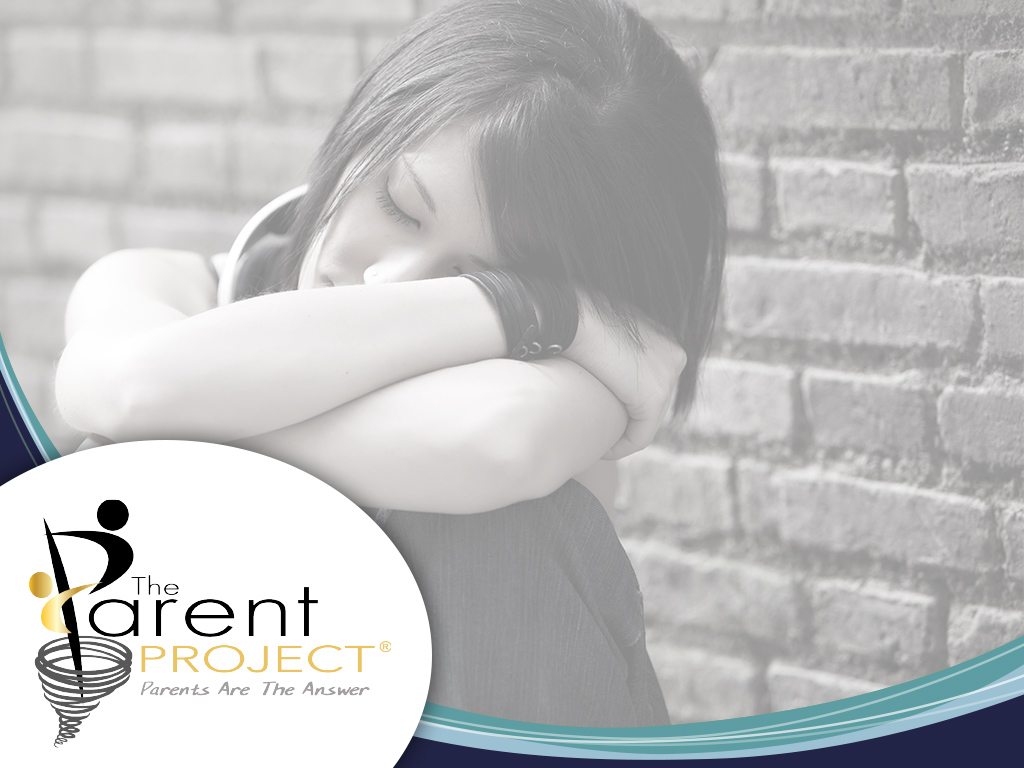 The
Parent
PROJECT®
Parents Are The Answer